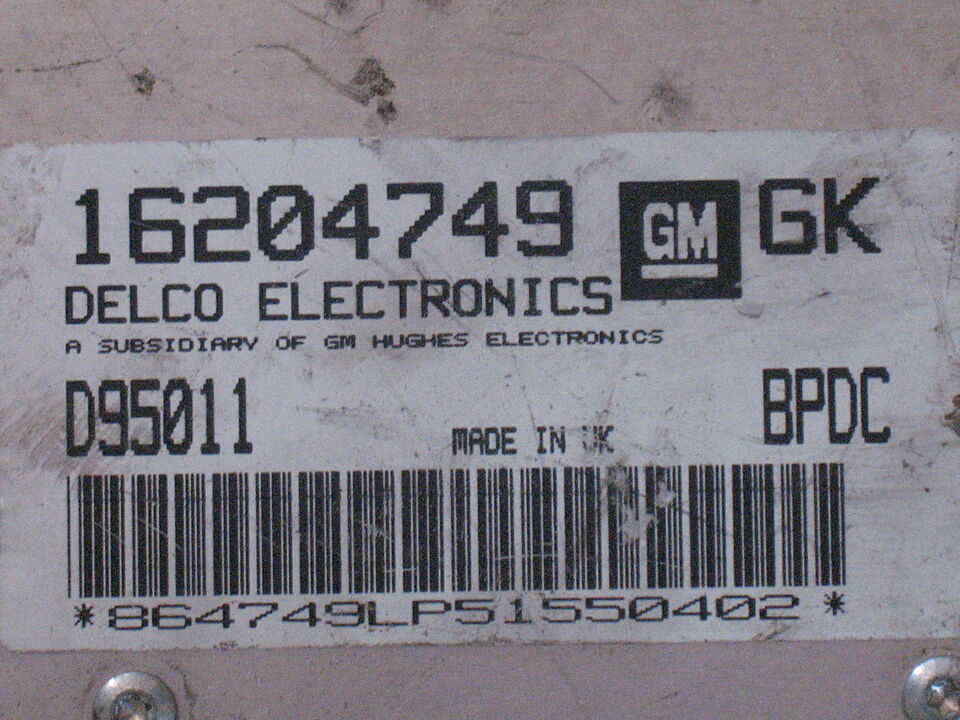 16204749 GM GK
DELCO ELECTRONICS
A SUBSIDIARY OF GM HUGHES ELECTRONICS
D95011 BPDC
MADE IN UK
*864749LP51550402*